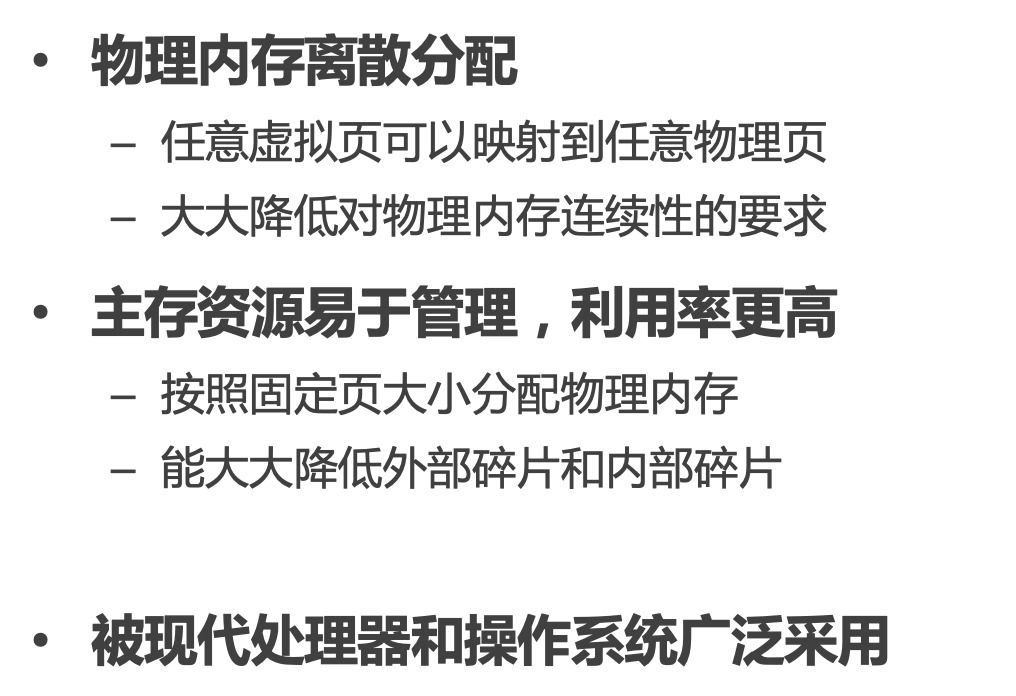 • 物理内存离散分配
– 任意虚拟页可以映射到任意物理页
– 大大降低对物理内存连续性的要求
• 主存资源易于管理，利用率更高
– 按照固定页大小分配物理内存
– 能大大降低外部碎片和内部碎片
• 被现代处理器和操作系统广泛采用